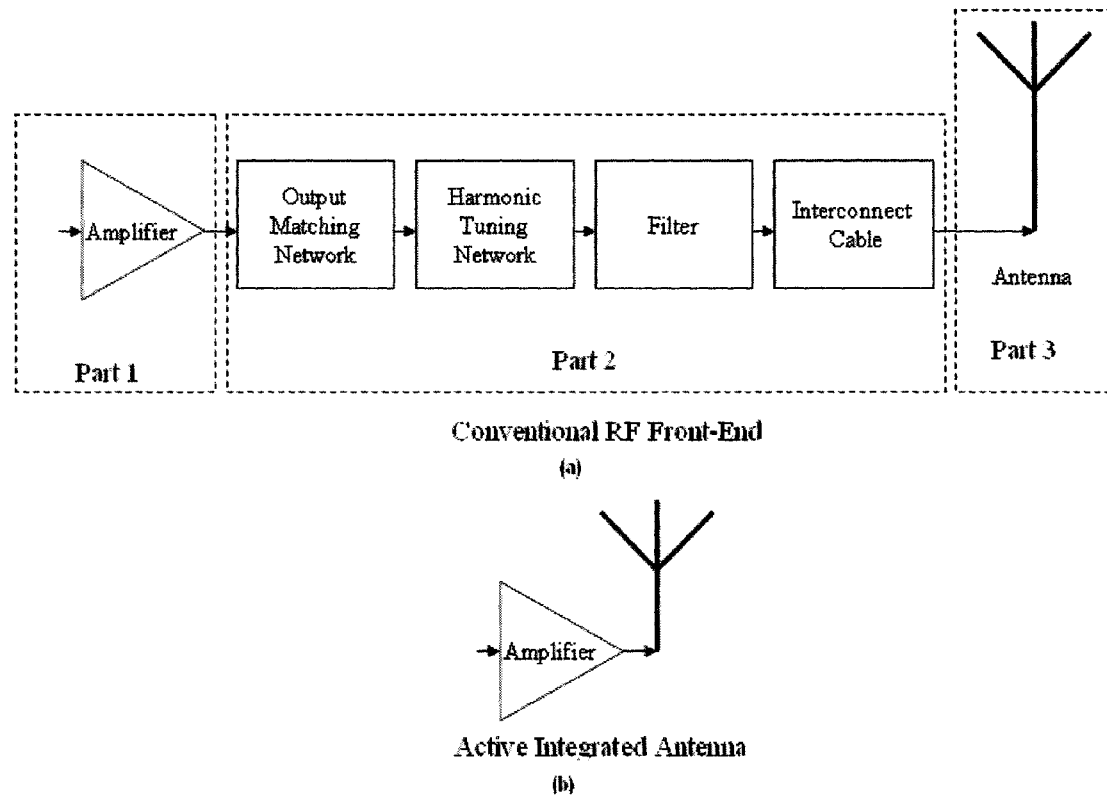 Amplifier
Output
Matching
Network
Harmonic
Tuning
Network
Filter
Interconnect
Cable
Antenna
Part 1
Part 2
Part 3
Conventional RF Front-End
(a)
Amplifier
Active Integrated Antenna
(b)